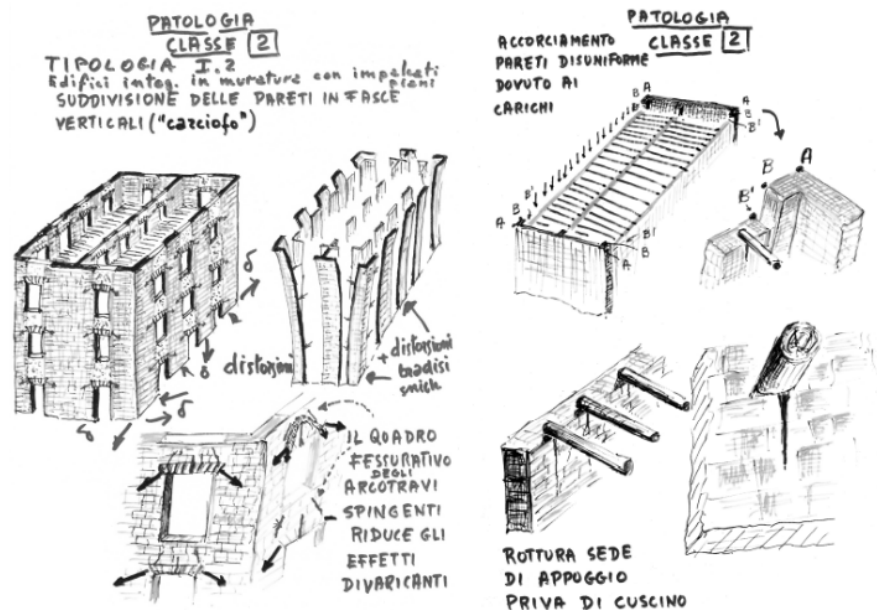 PATOLOGIA
CLASSE 2
TIPOLOGIA I.2
Edifici integ. in muratura con impalcati
piani
SUDDIVISIONE DELLE PARETI IN FASCE
VERTICALI ("carciofo")
δ
distorsioni
δ
δ
δ
+ distorsioni
bradisi
smiche
IL QUADRO
FESSURATIVO
DEGLI
ARCOTRAVI
SPINGENTI
RIDUCE GLI
EFFETTI
DIVARICANTI
PATOLOGIA
CLASSE 2
ACCORCIAMENTO
PARETI DISUNIFORME
DOVUTO AI
CARICHI
B A
B'
A
B
B'
A
B
B'
A
B
B'
B
A
B'
A
B
ROTTURA SEDE
DI APPOGGIO
PRIVA DI CUSCINO